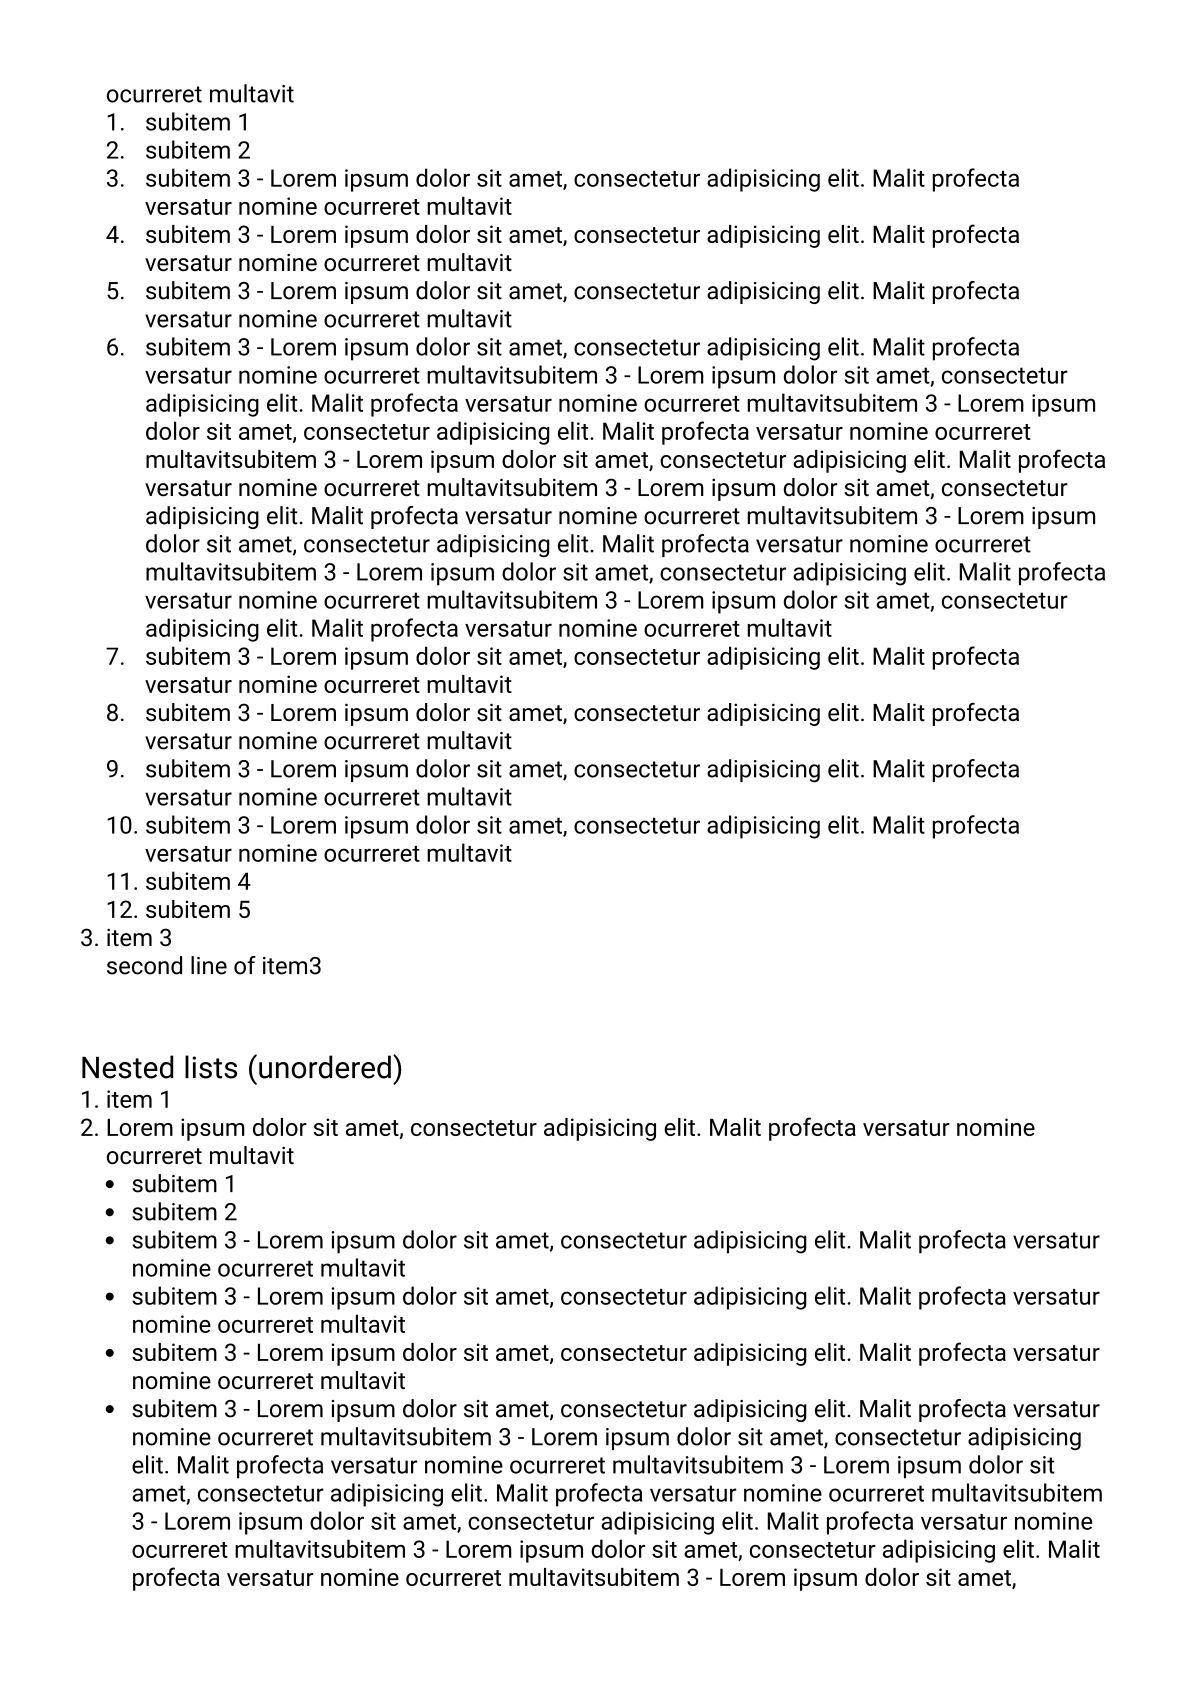 ocurreret multavit
1. subitem 1
2. subitem 2
3. subitem 3 - Lorem ipsum dolor sit amet, consectetur adipisicing elit. Malit profecta
versatur nomine ocurreret multavit
4. subitem 3 - Lorem ipsum dolor sit amet, consectetur adipisicing elit. Malit profecta
versatur nomine ocurreret multavit
5. subitem 3 - Lorem ipsum dolor sit amet, consectetur adipisicing elit. Malit profecta
versatur nomine ocurreret multavit
6. subitem 3 - Lorem ipsum dolor sit amet, consectetur adipisicing elit. Malit profecta
versatur nomine ocurreret multavitsubitem 3 - Lorem ipsum dolor sit amet, consectetur
adipisicing elit. Malit profecta versatur nomine ocurreret multavitsubitem 3 - Lorem ipsum
dolor sit amet, consectetur adipisicing elit. Malit profecta versatur nomine ocurreret
multavitsubitem 3 - Lorem ipsum dolor sit amet, consectetur adipisicing elit. Malit profecta
versatur nomine ocurreret multavitsubitem 3 - Lorem ipsum dolor sit amet, consectetur
adipisicing elit. Malit profecta versatur nomine ocurreret multavitsubitem 3 - Lorem ipsum
dolor sit amet, consectetur adipisicing elit. Malit profecta versatur nomine ocurreret
multavitsubitem 3 - Lorem ipsum dolor sit amet, consectetur adipisicing elit. Malit profecta
versatur nomine ocurreret multavitsubitem 3 - Lorem ipsum dolor sit amet, consectetur
adipisicing elit. Malit profecta versatur nomine ocurreret multavit
7. subitem 3 - Lorem ipsum dolor sit amet, consectetur adipisicing elit. Malit profecta
versatur nomine ocurreret multavit
8. subitem 3 - Lorem ipsum dolor sit amet, consectetur adipisicing elit. Malit profecta
versatur nomine ocurreret multavit
9. subitem 3 - Lorem ipsum dolor sit amet, consectetur adipisicing elit. Malit profecta
versatur nomine ocurreret multavit
10. subitem 3 - Lorem ipsum dolor sit amet, consectetur adipisicing elit. Malit profecta
versatur nomine ocurreret multavit
11. subitem 4
12. subitem 5
3. item 3
second line of item3
Nested lists (unordered)
1. item 1
2. Lorem ipsum dolor sit amet, consectetur adipisicing elit. Malit profecta versatur nomine
ocurreret multavit
• subitem 1
• subitem 2
• subitem 3 - Lorem ipsum dolor sit amet, consectetur adipisicing elit. Malit profecta versatur
nomine ocurreret multavit
• subitem 3 - Lorem ipsum dolor sit amet, consectetur adipisicing elit. Malit profecta versatur
nomine ocurreret multavit
• subitem 3 - Lorem ipsum dolor sit amet, consectetur adipisicing elit. Malit profecta versatur
nomine ocurreret multavit
• subitem 3 - Lorem ipsum dolor sit amet, consectetur adipisicing elit. Malit profecta versatur
nomine ocurreret multavitsubitem 3 - Lorem ipsum dolor sit amet, consectetur adipisicing
elit. Malit profecta versatur nomine ocurreret multavitsubitem 3 - Lorem ipsum dolor sit
amet, consectetur adipisicing elit. Malit profecta versatur nomine ocurreret multavitsubitem
3 - Lorem ipsum dolor sit amet, consectetur adipisicing elit. Malit profecta versatur nomine
ocurreret multavitsubitem 3 - Lorem ipsum dolor sit amet, consectetur adipisicing elit. Malit
profecta versatur nomine ocurreret multavitsubitem 3 - Lorem ipsum dolor sit amet,